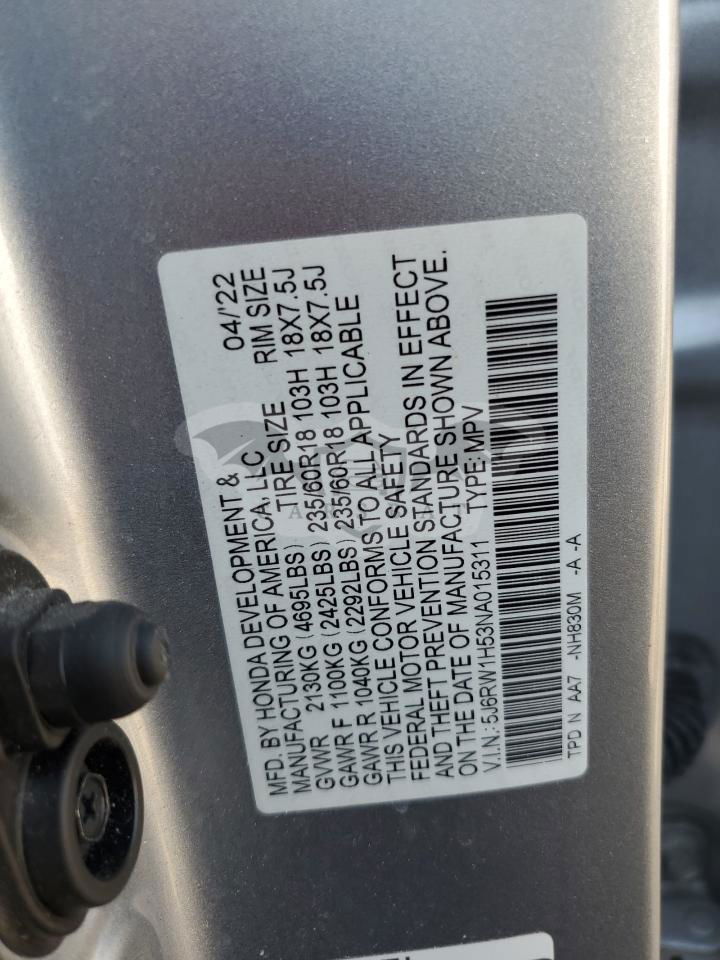 MFD. BY HONDA DEVELOPMENT & 04/'22
MANUFACTURING OF AMERICA, LLC
TIRE SIZE RIM SIZE
GVWR 2130KG (4695LBS)
GAWR F 1100KG (2425LBS) 235/60R18 103H 18X7.5J
GAWR R 1040KG (2292LBS) 235/60R18 103H 18X7.5J
THIS VEHICLE CONFORMS TO ALL APPLICABLE
FEDERAL MOTOR VEHICLE SAFETY
AND THEFT PREVENTION STANDARDS IN EFFECT
ON THE DATE OF MANUFACTURE SHOWN ABOVE.
V.I.N.: 5J6RW1H53NA015311 TYPE: MPV
TPD N AA7 -NH830M -A -A